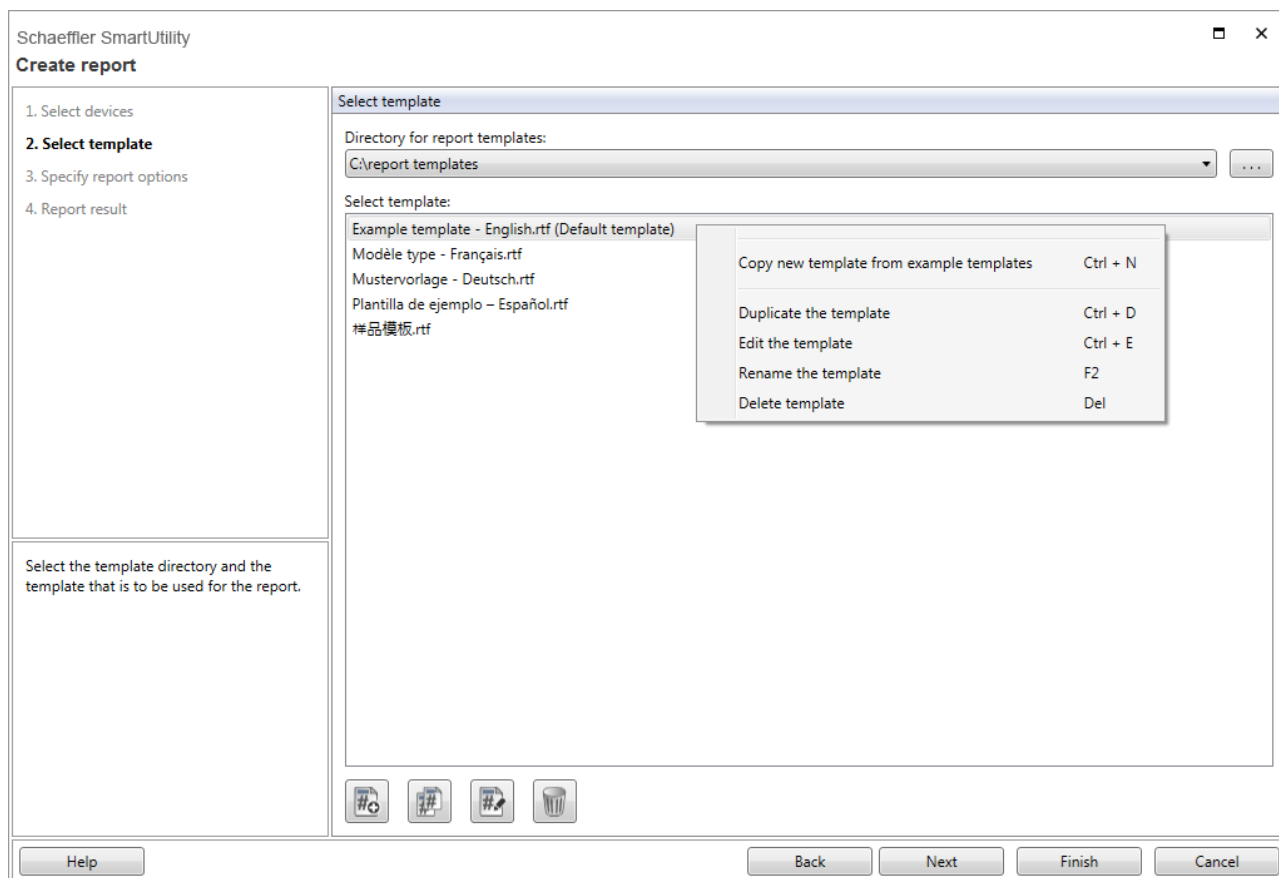 Schaeffler SmartUtility
Create report
1. Select devices
2. Select template
3. Specify report options
4. Report result
Select the template directory and the
template that is to be used for the report.
Select template
Directory for report templates:
C:\report templates
...
Select template:
Example template - English.rtf (Default template)
Modèle type - Français.rtf
Mustervorlage - Deutsch.rtf
Plantilla de ejemplo – Español.rtf
样品模板.rtf
Copy new template from example templates Ctrl + N
Duplicate the template Ctrl + D
Edit the template Ctrl + E
Rename the template F2
Delete template Del
Help Back Next Finish Cancel